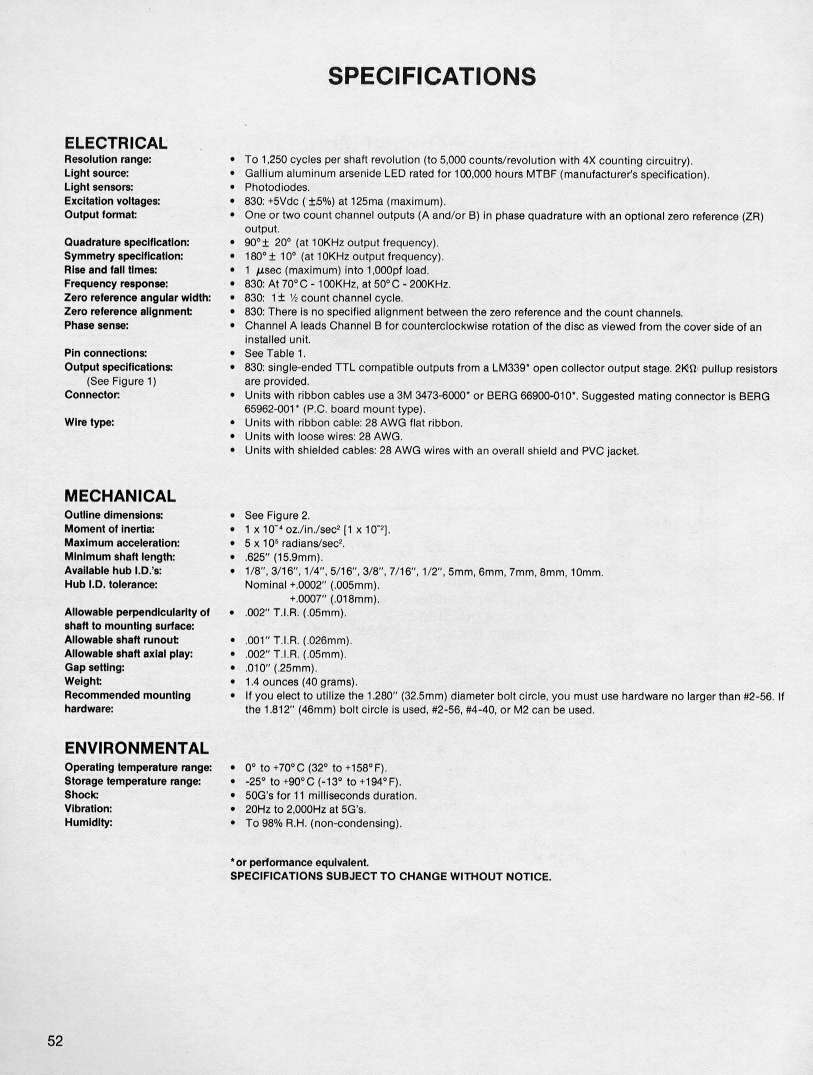 SPECIFICATIONS
ELECTRICAL
Resolution range: • To 1,250 cycles per shaft revolution (to 5,000 counts/revolution with 4X counting circuitry).
Light source: • Gallium aluminum arsenide LED rated for 100,000 hours MTBF (manufacturer's specification).
Light sensors: • Photodiodes.
Excitation voltages: • 830: +5Vdc ( ±5%) at 125ma (maximum).
Output format: • One or two count channel outputs (A and/or B) in phase quadrature with an optional zero reference (ZR)
output.
Quadrature specification: • 90°± 20° (at 10KHz output frequency).
Symmetry specification: • 180°± 10° (at 10KHz output frequency).
Rise and fall times: • 1 μsec (maximum) into 1,000pf load.
Frequency response: • 830: At 70°C - 100KHz, at 50°C - 200KHz.
Zero reference angular width: • 830: 1± ½ count channel cycle.
Zero reference alignment: • 830: There is no specified alignment between the zero reference and the count channels.
Phase sense: • Channel A leads Channel B for counterclockwise rotation of the disc as viewed from the cover side of an
installed unit.
Pin connections: • See Table 1.
Output specifications: • 830: single-ended TTL compatible outputs from a LM339* open collector output stage. 2KΩ pullup resistors
(See Figure 1) are provided.
Connector: • Units with ribbon cables use a 3M 3473-6000* or BERG 66900-010*. Suggested mating connector is BERG
65962-001* (P.C. board mount type).
Wire type: • Units with ribbon cable: 28 AWG flat ribbon.
• Units with loose wires: 28 AWG.
• Units with shielded cables: 28 AWG wires with an overall shield and PVC jacket.
MECHANICAL
Outline dimensions: • See Figure 2.
Moment of inertia: • 1 x 10⁻⁴ oz./in./sec² [1 x 10⁻²].
Maximum acceleration: • 5 x 10⁵ radians/sec².
Minimum shaft length: • .625" (15.9mm).
Available hub I.D.'s: • 1/8", 3/16", 1/4", 5/16", 3/8", 7/16", 1/2", 5mm, 6mm, 7mm, 8mm, 10mm.
Hub I.D. tolerance: Nominal +.0002" (.005mm).
+.0007" (.018mm).
Allowable perpendicularity of • .002" T.I.R. (.05mm).
shaft to mounting surface:
Allowable shaft runout: • .001" T.I.R. (.026mm).
Allowable shaft axial play: • .002" T.I.R. (.05mm).
Gap setting: • .010" (.25mm).
Weight: • 1.4 ounces (40 grams).
Recommended mounting • If you elect to utilize the 1.280" (32.5mm) diameter bolt circle, you must use hardware no larger than #2-56. If
hardware: the 1.812" (46mm) bolt circle is used, #2-56, #4-40, or M2 can be used.
ENVIRONMENTAL
Operating temperature range: • 0° to +70°C (32° to +158°F).
Storage temperature range: • -25° to +90°C (-13° to +194°F).
Shock: • 50G's for 11 milliseconds duration.
Vibration: • 20Hz to 2,000Hz at 5G's.
Humidity: • To 98% R.H. (non-condensing).
*or performance equivalent.
SPECIFICATIONS SUBJECT TO CHANGE WITHOUT NOTICE.
52